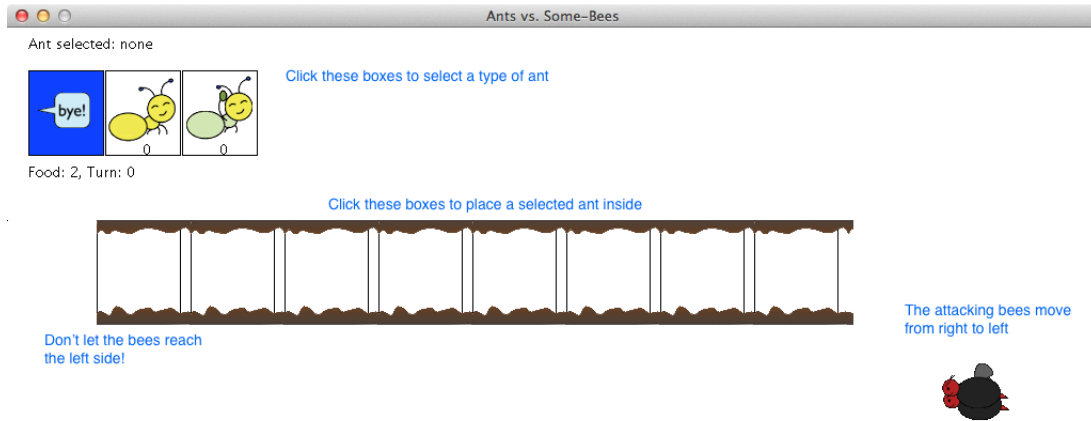 Ants vs. Some-Bees
Ant selected: none
Click these boxes to select a type of ant
bye!
0
0
Food: 2, Turn: 0
Click these boxes to place a selected ant inside
The attacking bees move
from right to left
Don't let the bees reach
the left side!